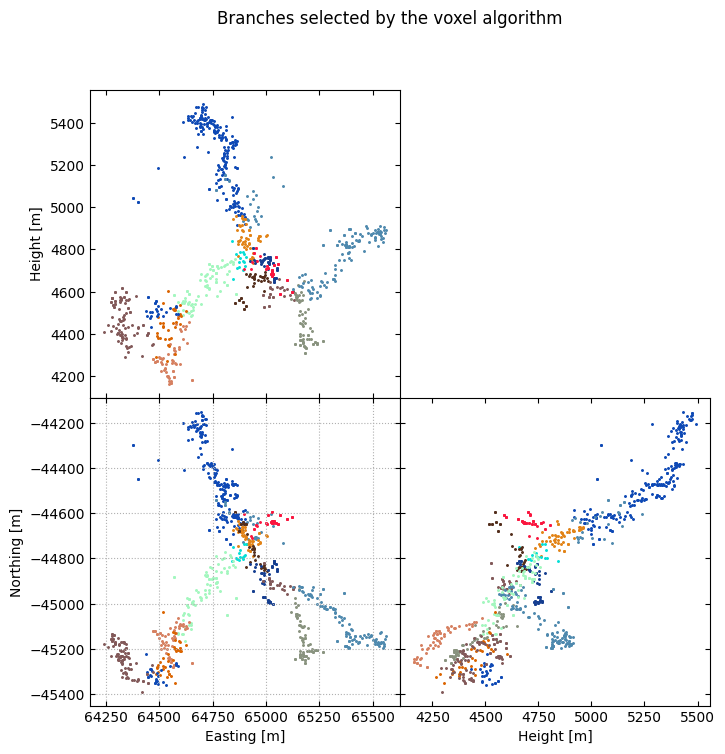 Branches selected by the voxel algorithm
5400
5200
5000
4800
4600
4400
4200
Height [m]
−44200
−44400
−44600
−44800
−45000
−45200
−45400
Northing [m]
64250 64500 64750 65000 65250 65500
4250 4500 4750 5000 5250 5500
Easting [m]
Height [m]